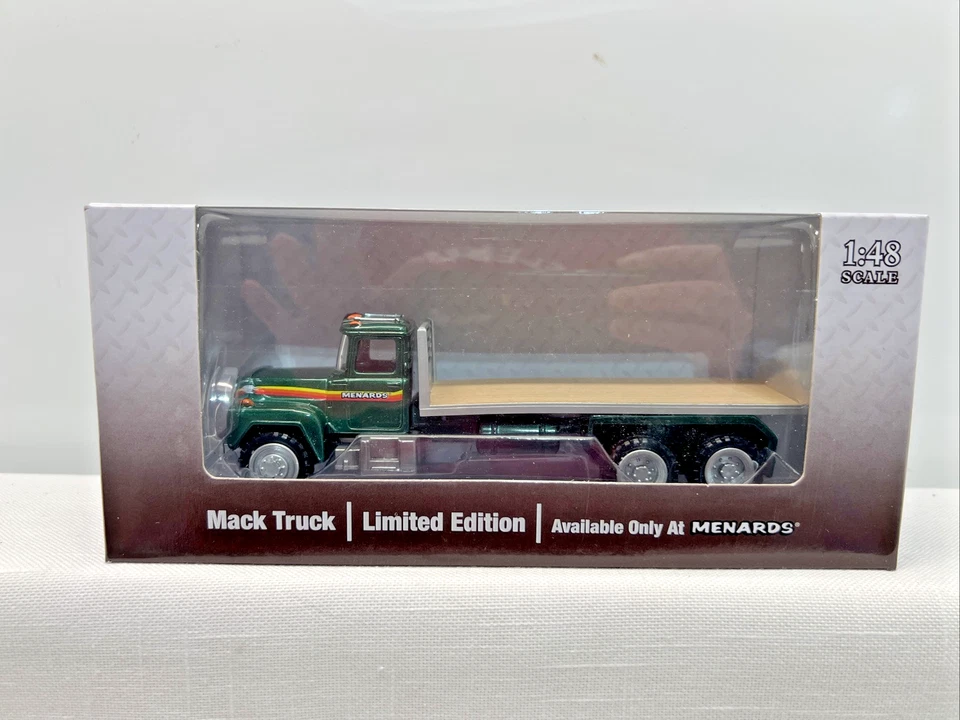 1:48
SCALE
MENARDS
Mack Truck | Limited Edition | Available Only At MENARDS®